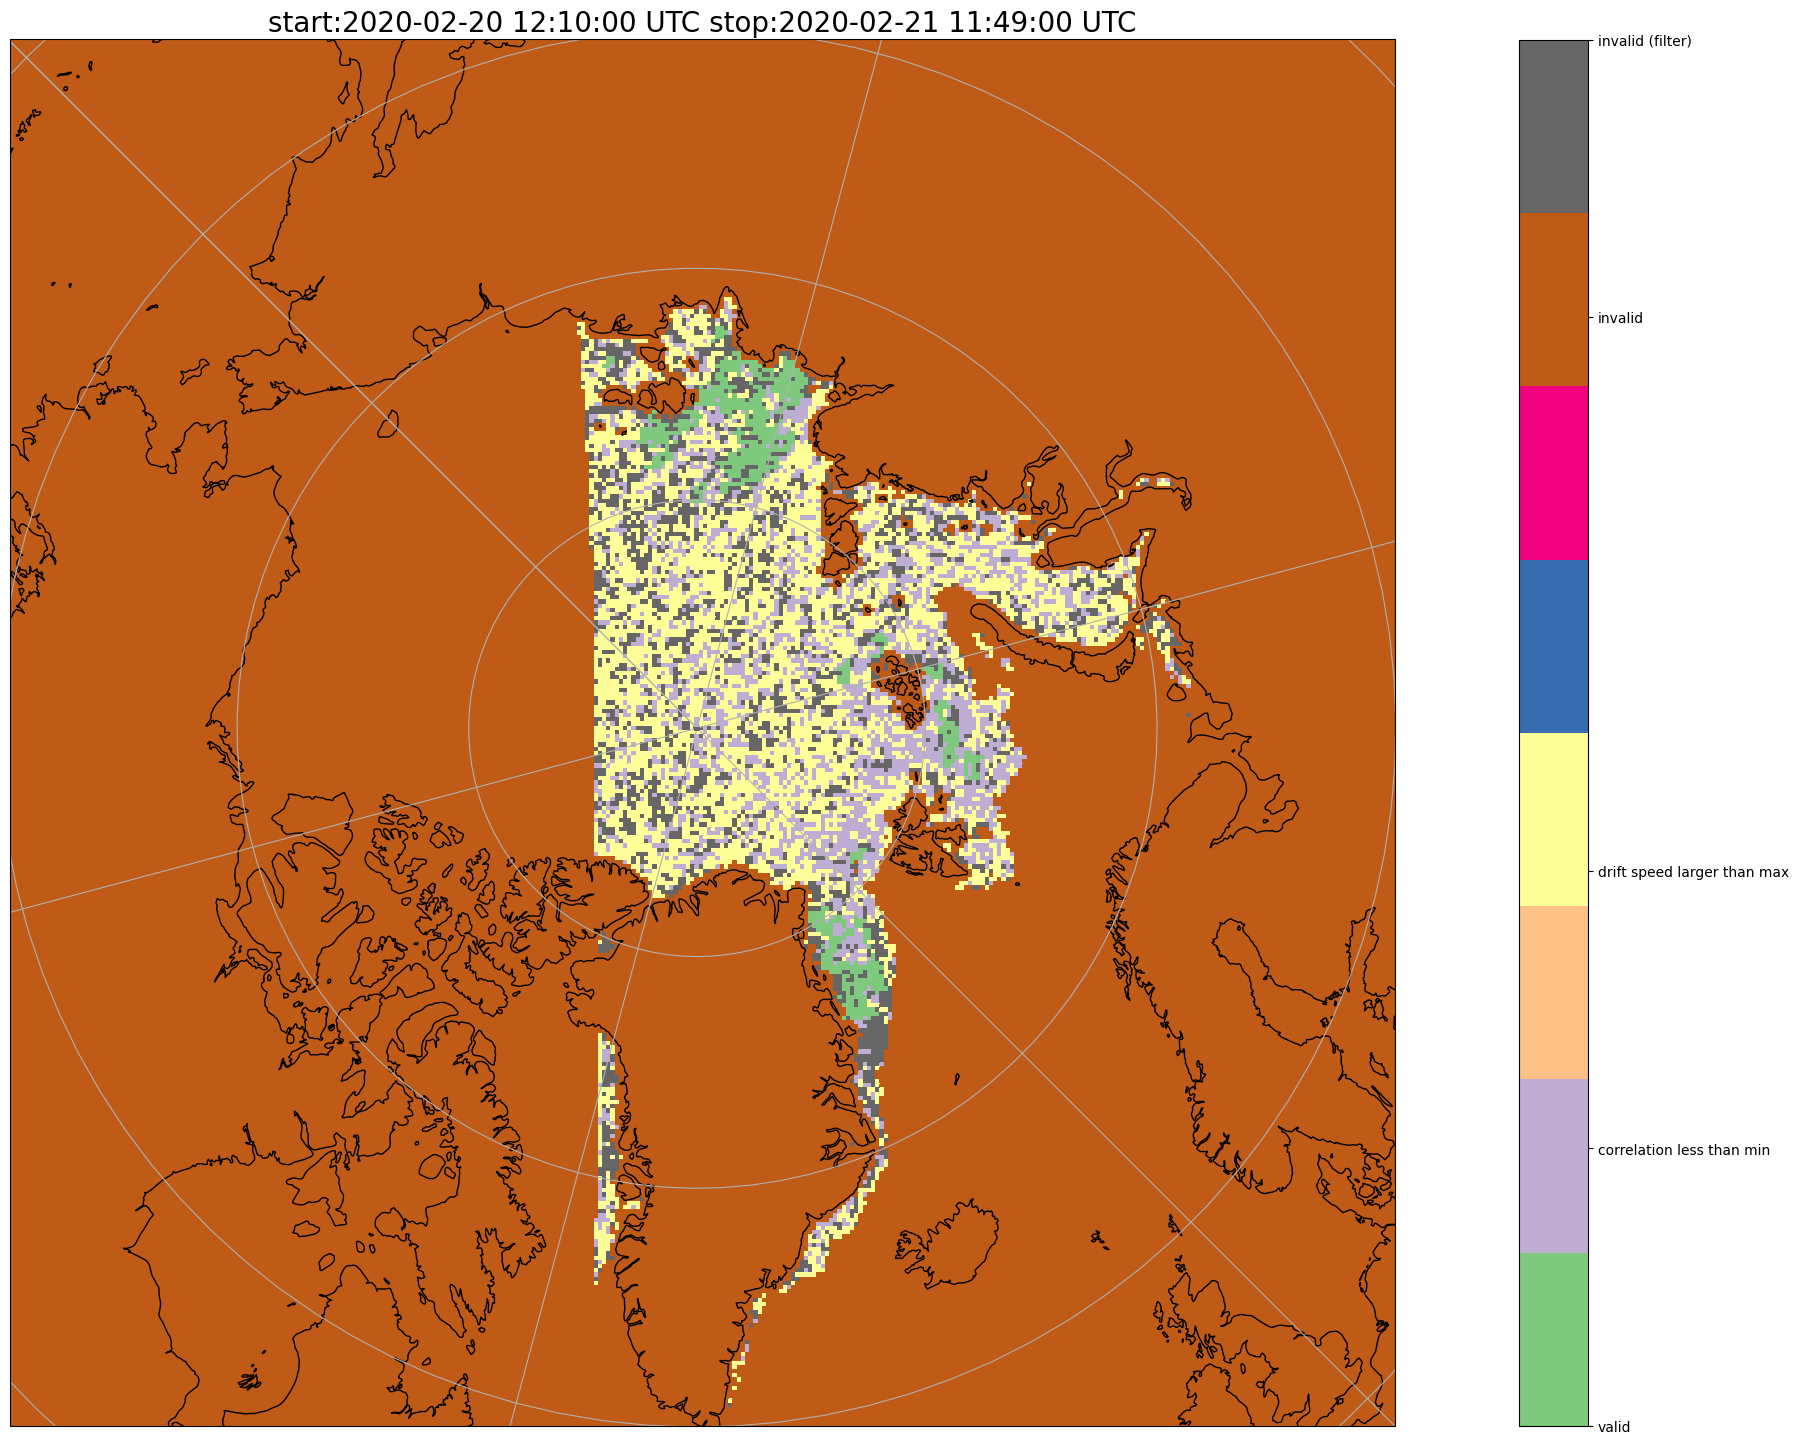 start:2020-02-20 12:10:00 UTC stop:2020-02-21 11:49:00 UTC
invalid (filter)
invalid
drift speed larger than max
correlation less than min
valid